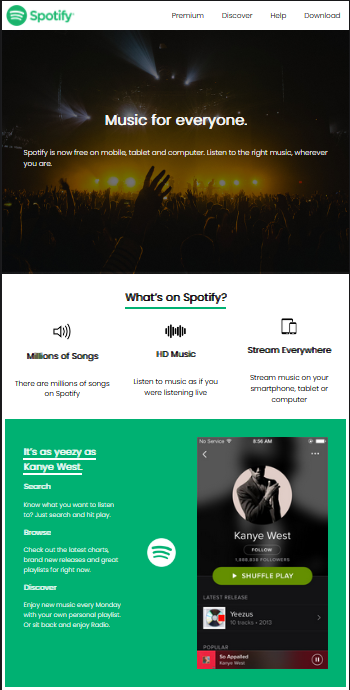 Spotify
Premium Discover Help Download
Music for everyone.
Spotify is now free on mobile, tablet and computer. Listen to the right music, wherever
you are.
What's on Spotify?
Millions of Songs
There are millions of songs
on Spotify
HD Music
Listen to music as if you
were listening live
Stream Everywhere
Stream music on your
smartphone, tablet or
computer
It's as yeezy as
Kanye West.
Search
Know what you want to listen
to? Just search and hit play.
Browse
Check out the latest charts,
brand new releases and great
playlists for right now.
Discover
Enjoy new music every Monday
with your own personal playlist.
Or sit back and enjoy Radio.
No Service 8:56 AM
Kanye West
FOLLOW
1,888,838 FOLLOWERS
SHUFFLE PLAY
LATEST RELEASE
Yeezus
10 tracks • 2013
POPULAR
So Appalled
Kanye West